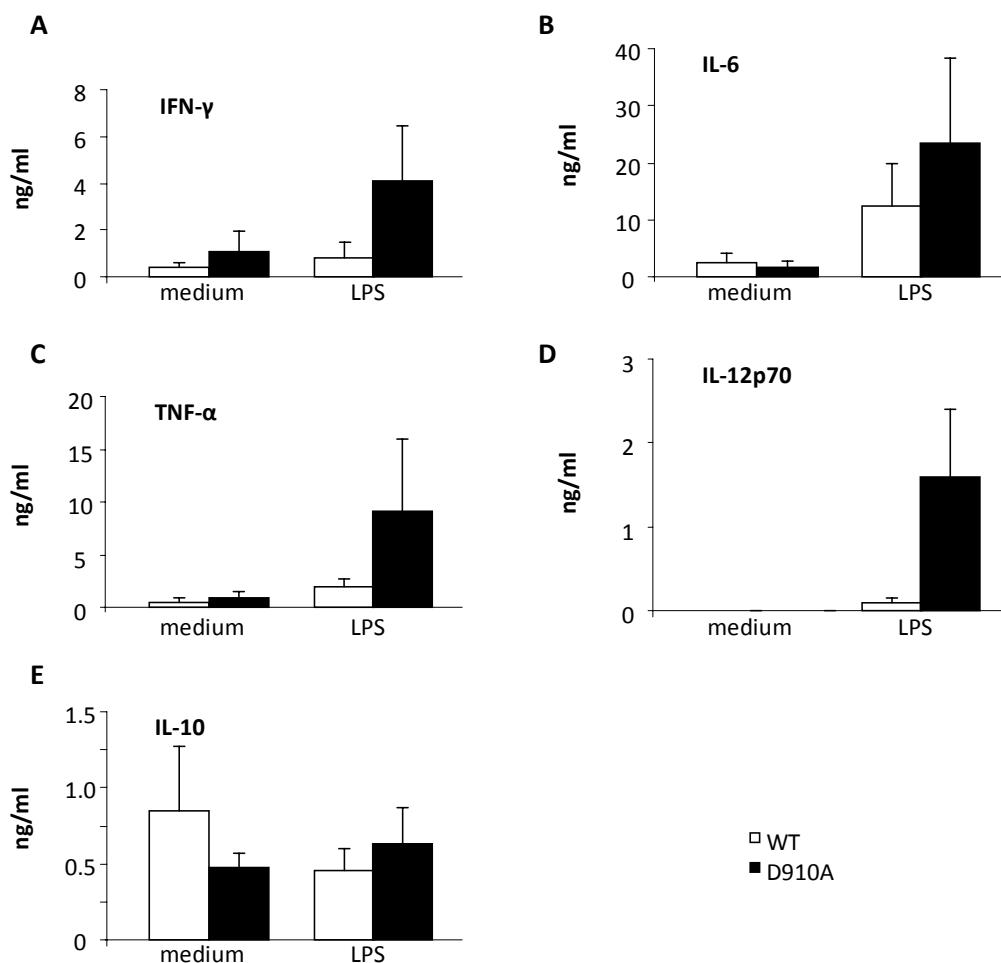 A
IFN-γ
ng/ml
8
6
4
2
0
medium LPS
B
IL-6
ng/ml
40
30
20
10
0
medium LPS
C
TNF-α
ng/ml
20
15
10
5
0
medium LPS
D
IL-12p70
ng/ml
3
2
1
0
medium LPS
E
IL-10
ng/ml
1.5
1.0
0.5
0
medium LPS
WT
D910A